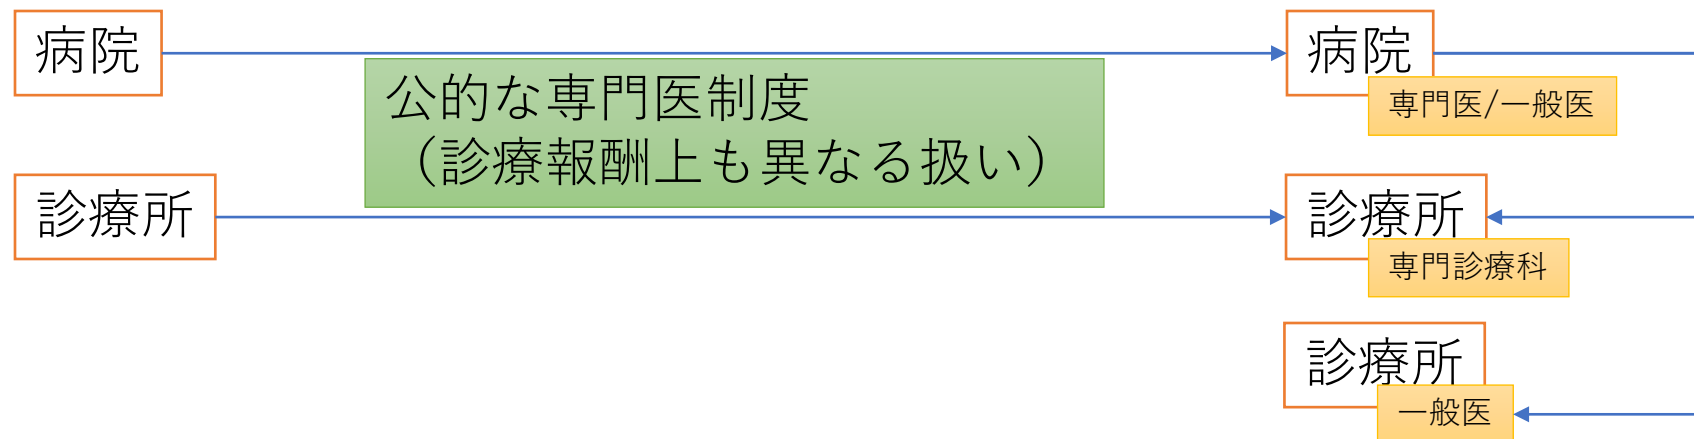 病院
病院
専門医/一般医
公的な専門医制度
（診療報酬上も異なる扱い）
診療所
診療所
専門診療科
診療所
一般医